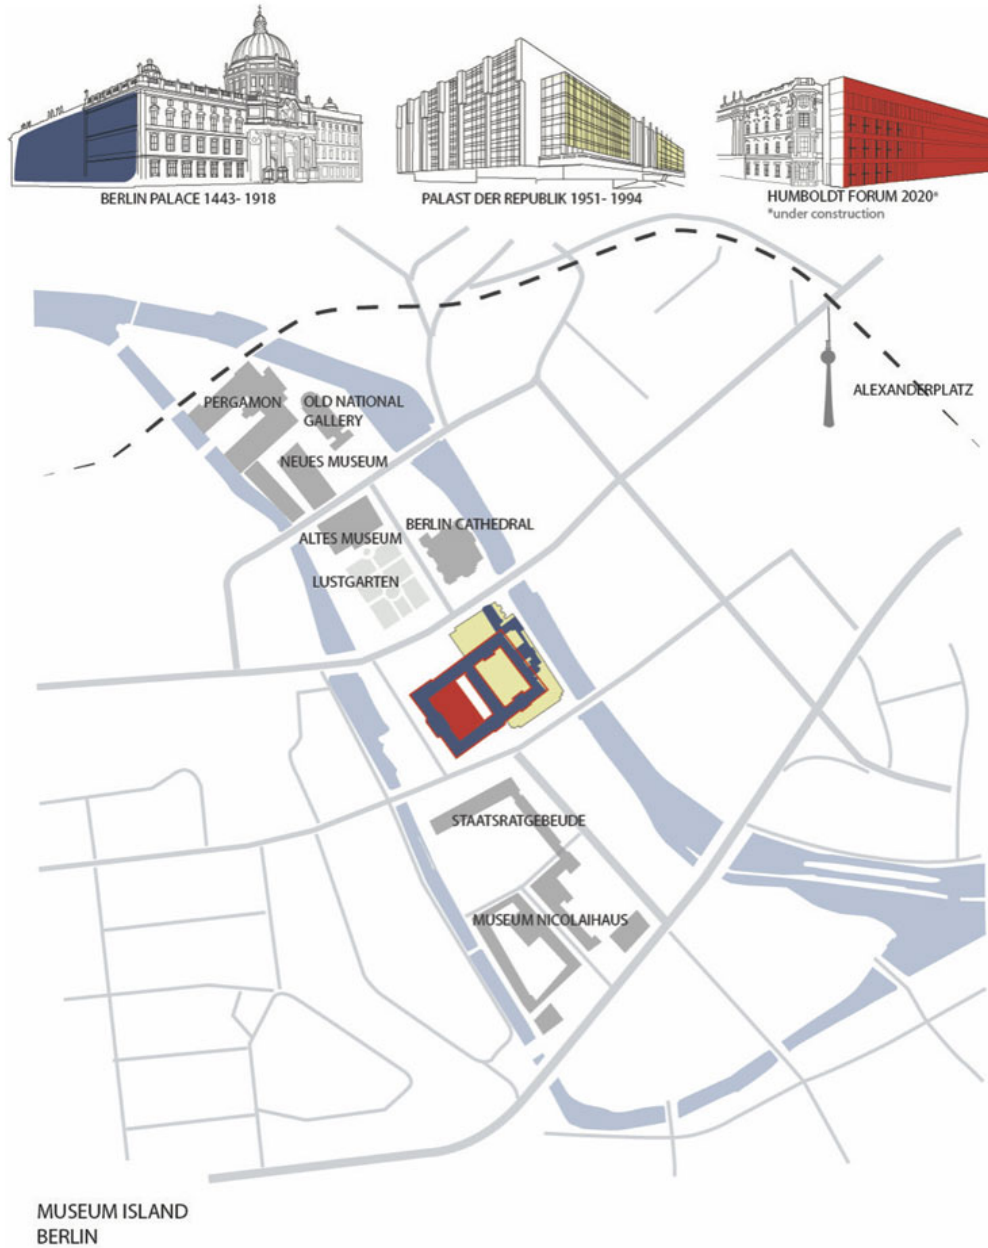 BERLIN PALACE 1443- 1918
PALAST DER REPUBLIK 1951- 1994
HUMBOLDT FORUM 2020*
*under construction
ALEXANDERPLATZ
PERGAMON
OLD NATIONAL
GALLERY
NEUES MUSEUM
BERLIN CATHEDRAL
ALTES MUSEUM
LUSTGARTEN
STAATSRATGEBEUDE
MUSEUM NICOLAIHAUS
MUSEUM ISLAND
BERLIN